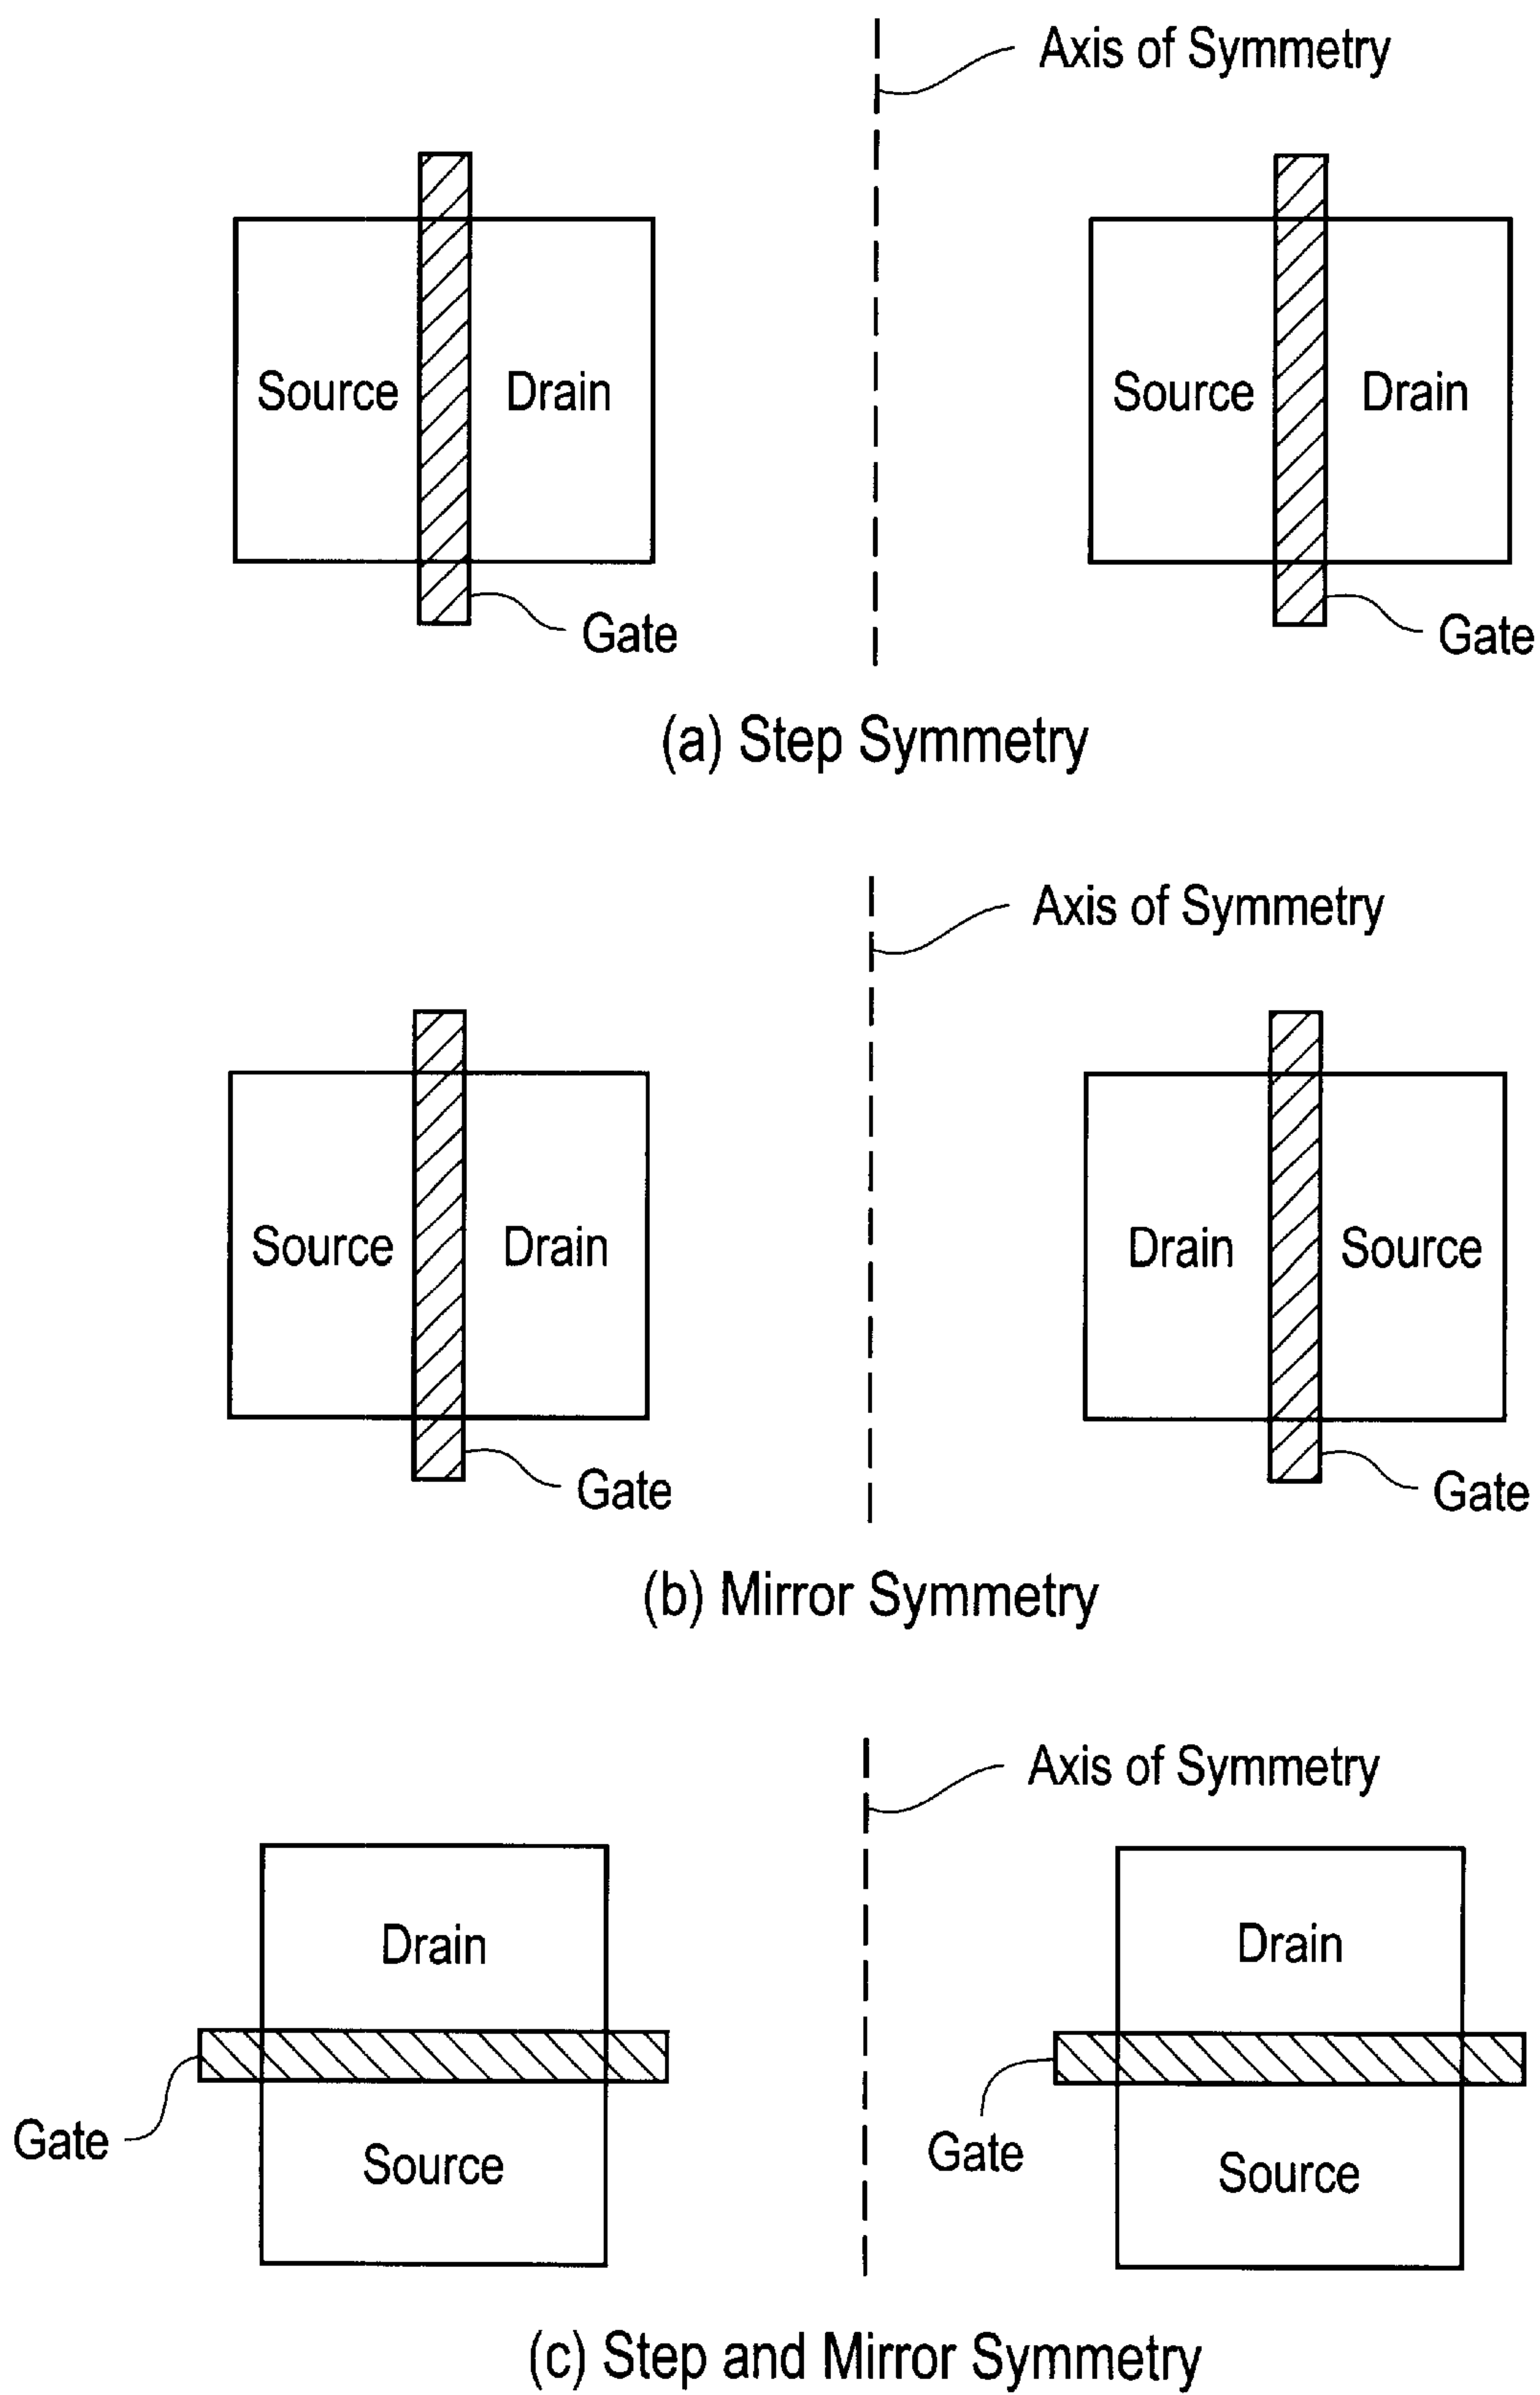 Axis of Symmetry
Source
Drain
Source
Drain
Gate
Gate
(a) Step Symmetry
Axis of Symmetry
Source
Drain
Drain
Source
Gate
Gate
(b) Mirror Symmetry
Axis of Symmetry
Drain
Drain
Gate
Gate
Source
Source
(c) Step and Mirror Symmetry